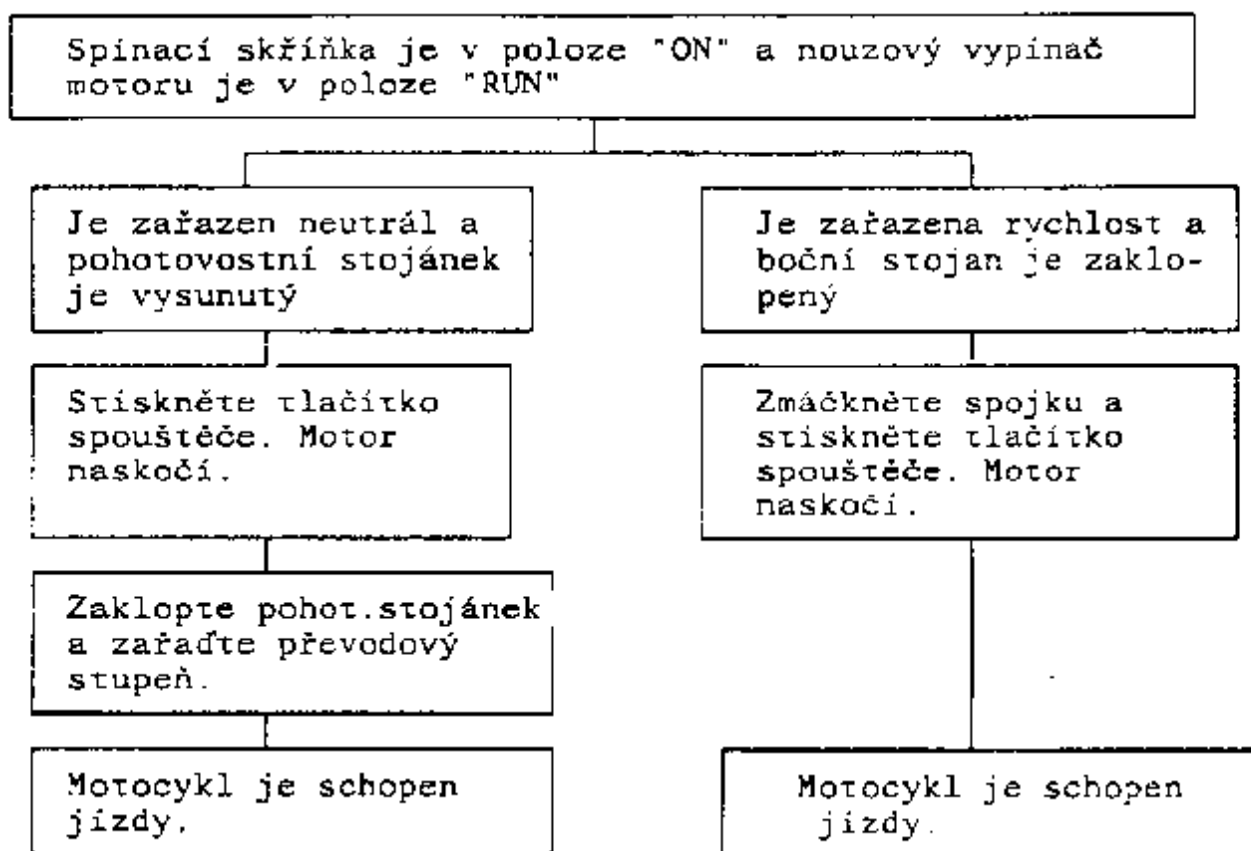 Spínací skříňka je v poloze "ON" a nouzový vypínač
motoru je v poloze "RUN"
Je zařazen neutrál a
pohotovostní stojánek
je vysunutý
Stiskněte tlačítko
spouštěče. Motor
naskočí.
Zaklopte pohot.stojánek
a zařaďte převodový
stupeň.
Motocykl je schopen
jízdy.
Je zařazena rychlost a
boční stojan je zaklo-
pený
Zmáčkněte spojku a
stiskněte tlačítko
spouštěče. Motor
naskočí.
Motocykl je schopen
jízdy.